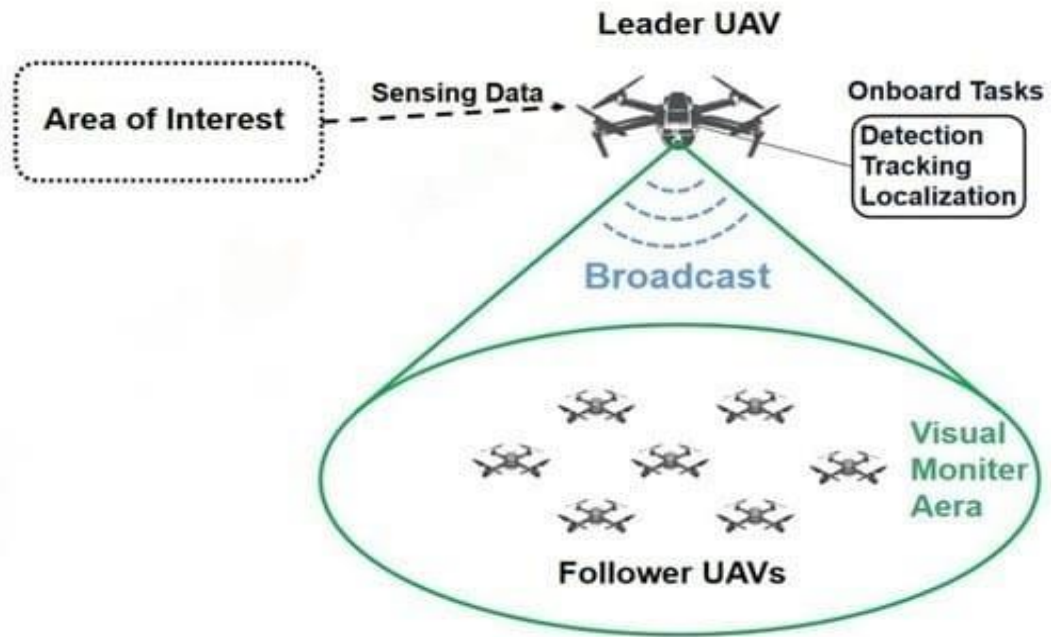 Leader UAV
Area of Interest
Sensing Data
Onboard Tasks
Detection
Tracking
Localization
Broadcast
Visual
Moniter
Aera
Follower UAVs